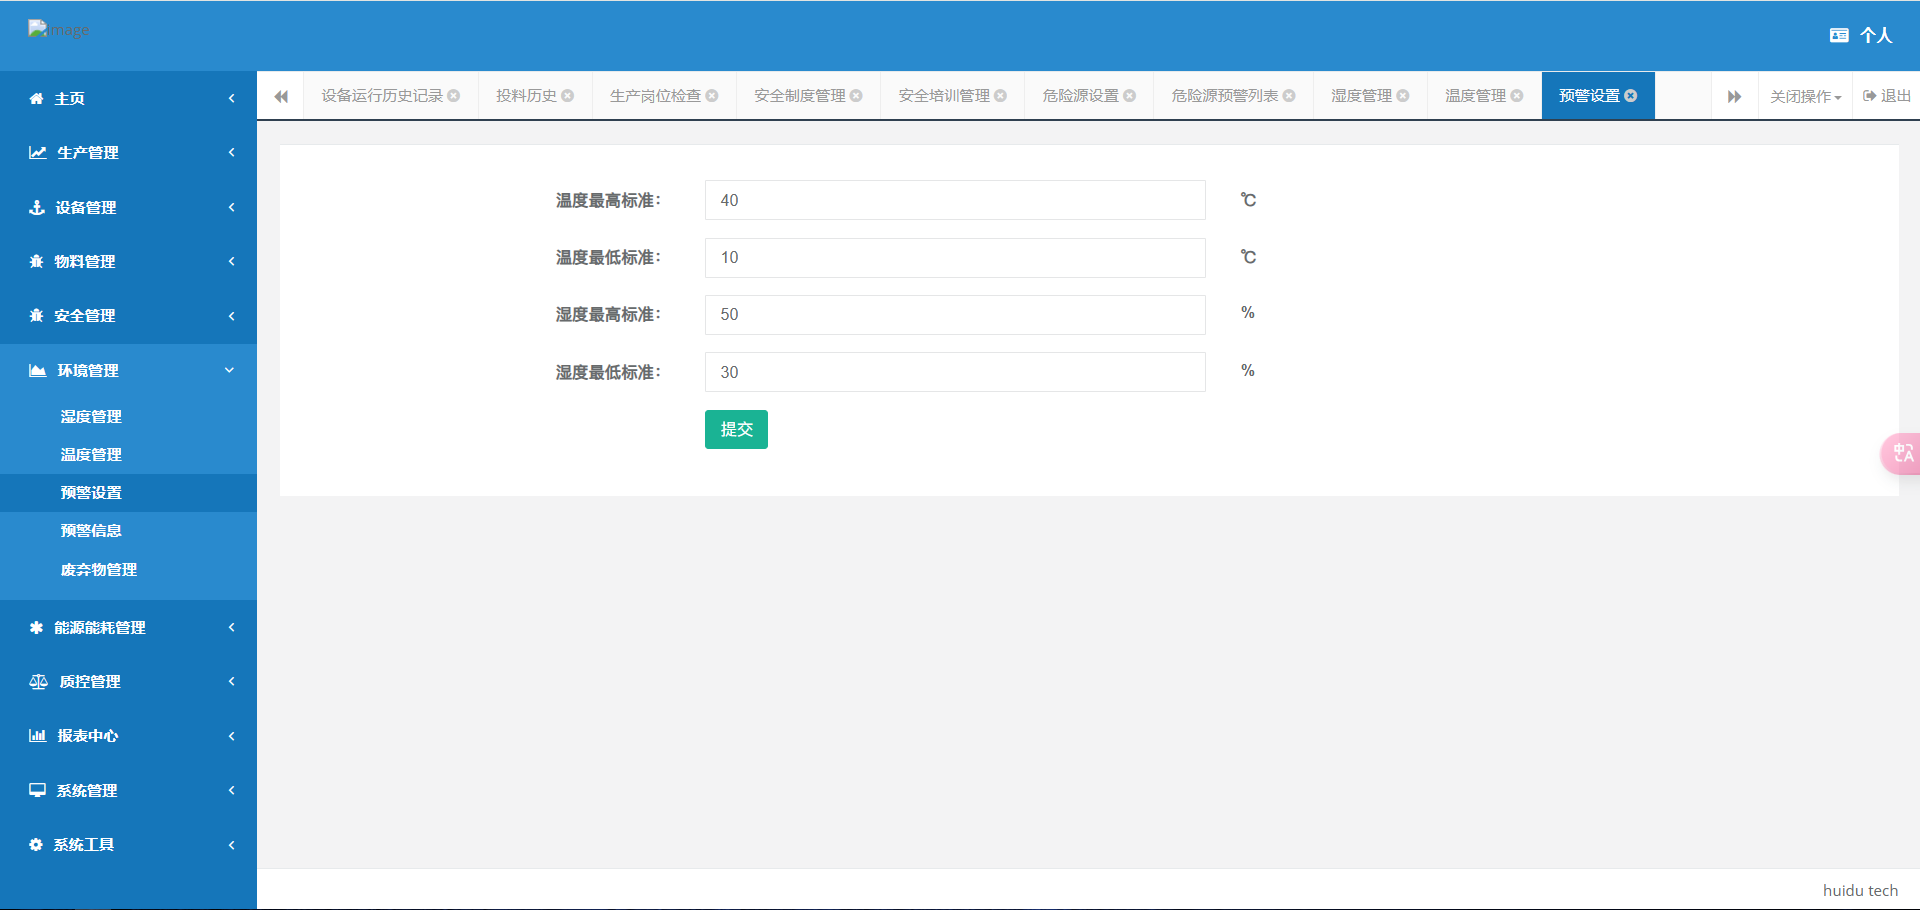 Image
个人
主页
生产管理
设备管理
物料管理
安全管理
环境管理
湿度管理
温度管理
预警设置
预警信息
废弃物管理
能源能耗管理
质控管理
报表中心
系统管理
系统工具
设备运行历史记录 投料历史 生产岗位检查 安全制度管理 安全培训管理 危险源设置 危险源预警列表 湿度管理 温度管理 预警设置 关闭操作 退出
温度最高标准： 40 ℃
温度最低标准： 10 ℃
湿度最高标准： 50 %
湿度最低标准： 30 %
提交
中A
huidu tech